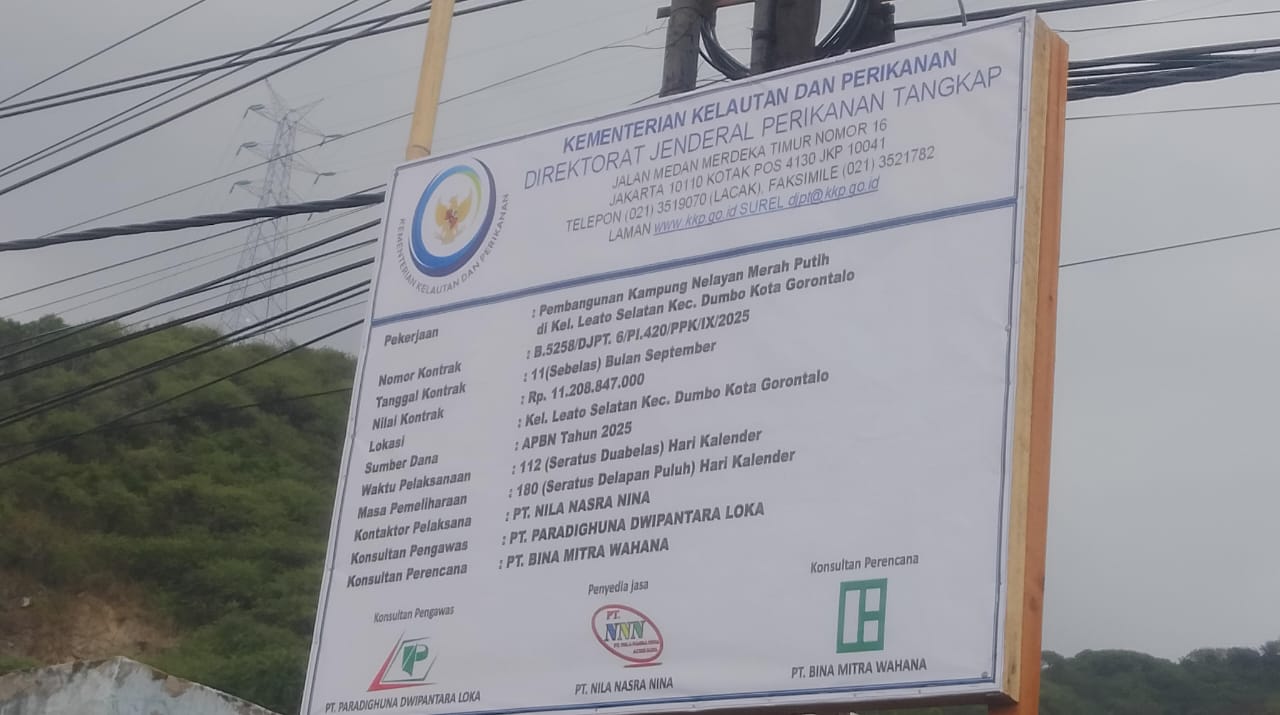 KEMENTERIAN KELAUTAN DAN PERIKANAN
DIREKTORAT JENDERAL PERIKANAN TANGKAP
JALAN MEDAN MERDEKA TIMUR NOMOR 16
JAKARTA 10110 KOTAK POS 4130 JKP 10041
TELEPON (021) 3519070 (LACAK), FAKSIMILE (021) 3521782
LAMAN www.kkp.go.id SUREL djpt@kkp.go.id
KEMENTERIAN KELAUTAN DAN PERIKANAN
Pekerjaan : Pembangunan Kampung Nelayan Merah Putih
di Kel. Leato Selatan Kec. Dumbo Kota Gorontalo
Nomor Kontrak : B.5258/DJPT. 6/PI.420/PPK/IX/2025
Tanggal Kontrak : 11(Sebelas) Bulan September
Nilai Kontrak : Rp. 11.208.847.000
Lokasi : Kel. Leato Selatan Kec. Dumbo Kota Gorontalo
Sumber Dana : APBN Tahun 2025
Waktu Pelaksanaan : 112 (Seratus Duabelas) Hari Kalender
Masa Pemeliharaan : 180 (Seratus Delapan Puluh) Hari Kalender
Kontaktor Pelaksana : PT. NILA NASRA NINA
Konsultan Pengawas : PT. PARADIGHUNA DWIPANTARA LOKA
Konsultan Perencana : PT. BINA MITRA WAHANA
Konsultan Pengawas
PT. PARADIGHUNA DWIPANTARA LOKA
Penyedia Jasa
PT.
NNN
PT. NILA NASRA NINA
PT. NILA NASRA NINA
Konsultan Perencana
PT. BINA MITRA WAHANA